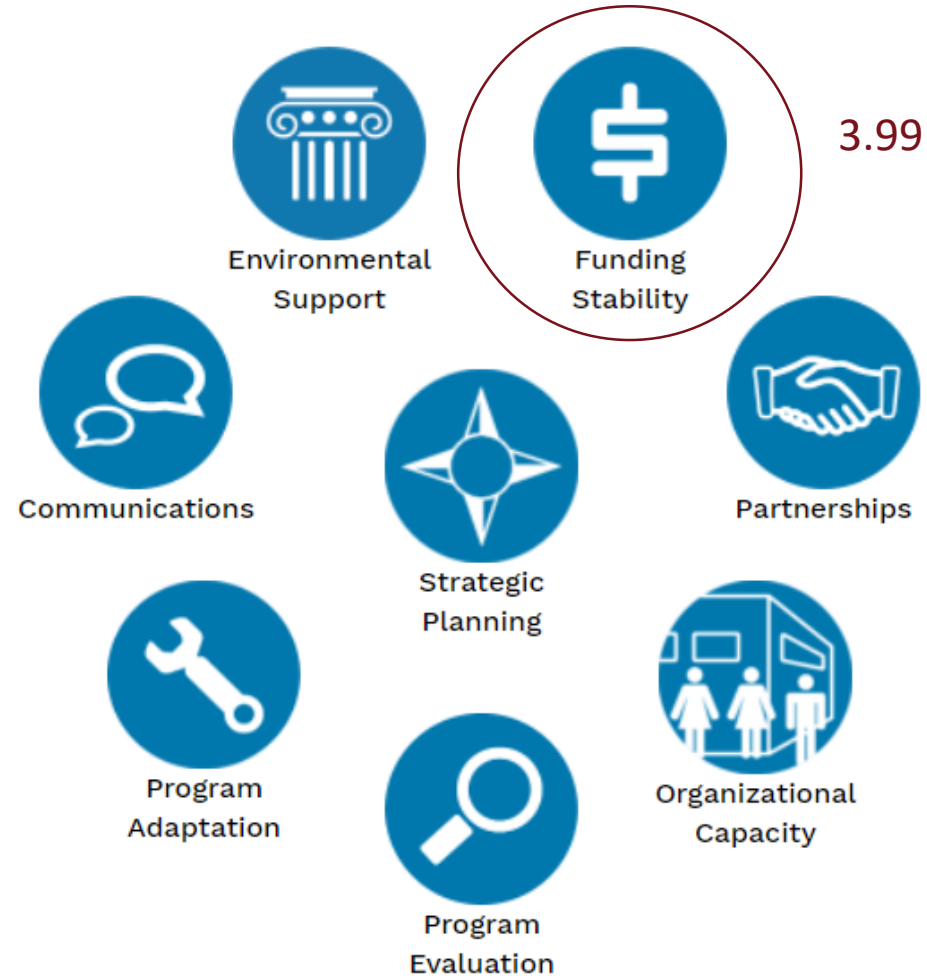 3.99
Environmental
Support
Funding
Stability
Communications
Partnerships
Strategic
Planning
Program
Adaptation
Organizational
Capacity
Program
Evaluation